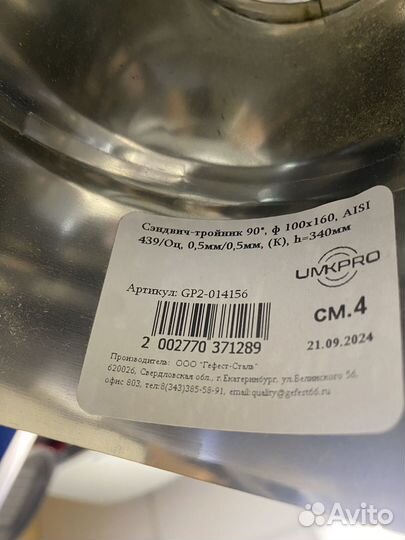 Сэндвич-тройник 90°, ф 100х160, AISI
439/Оц, 0,5мм/0,5мм, (К), h=340мм
UMKPRO
Артикул: GP2-014156
см.4
2 002770 371289
21.09.2024
Производитель: ООО "Гефест-Сталь"
620026, Свердловская обл., г.Екатеринбург, ул.Белинского 56,
офис 803, тел:8(343)385-58-91, email:quality@gefest66.ru
Avito